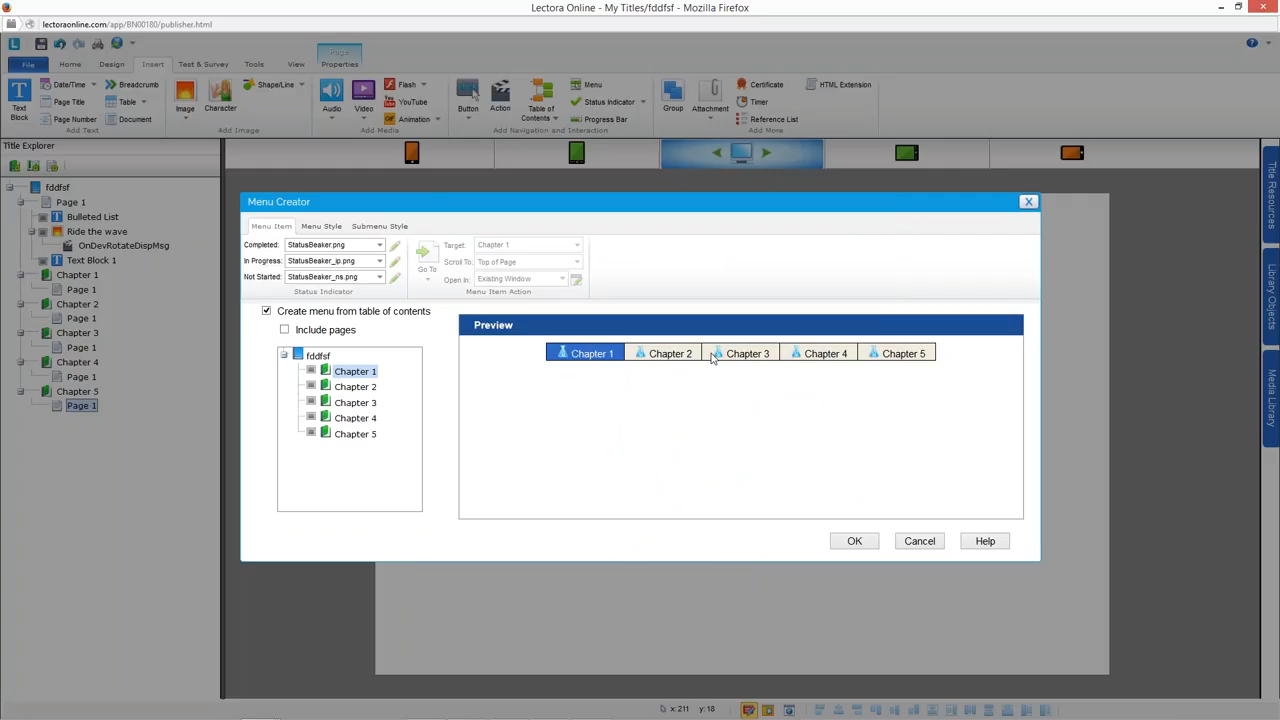 Lectora Online - My Titles/fddfsf - Mozilla Firefox
lectoraonline.com/app/BN00180/publisher.html
Page
File Home Design Insert Test & Survey Tools View Properties
Text Block
Date/Time
Page Title
Page Number
Breadcrumb
Table
Document
Add Text
Image
Character
Shape/Line
Add Image
Audio
Video
Flash
YouTube
Animation
Add Media
Button
Action
Table of Contents
Menu
Status Indicator
Progress Bar
Add Navigation and Interaction
Group
Attachment
Certificate
Timer
Reference List
HTML Extension
Add More
Title Explorer
fddfsf
Page 1
Bulleted List
Ride the wave
OnDevRotateDispMsg
Text Block 1
Chapter 1
Page 1
Chapter 2
Page 1
Chapter 3
Page 1
Chapter 4
Page 1
Chapter 5
Page 1
Menu Creator
X
Menu Item Menu Style Submenu Style
Completed: StatusBeaker.png
In Progress: StatusBeaker_ip.png
Not Started: StatusBeaker_ns.png
Status Indicator
Go To
Target: Chapter 1
Scroll To: Top of Page
Open In: Existing Window
Menu Item Action
Create menu from table of contents
Include pages
fddfsf
Chapter 1
Chapter 2
Chapter 3
Chapter 4
Chapter 5
Preview
Chapter 1 Chapter 2 Chapter 3 Chapter 4 Chapter 5
OK Cancel Help
Title Resources
Library Objects
Media Library
x: 211 y: 18